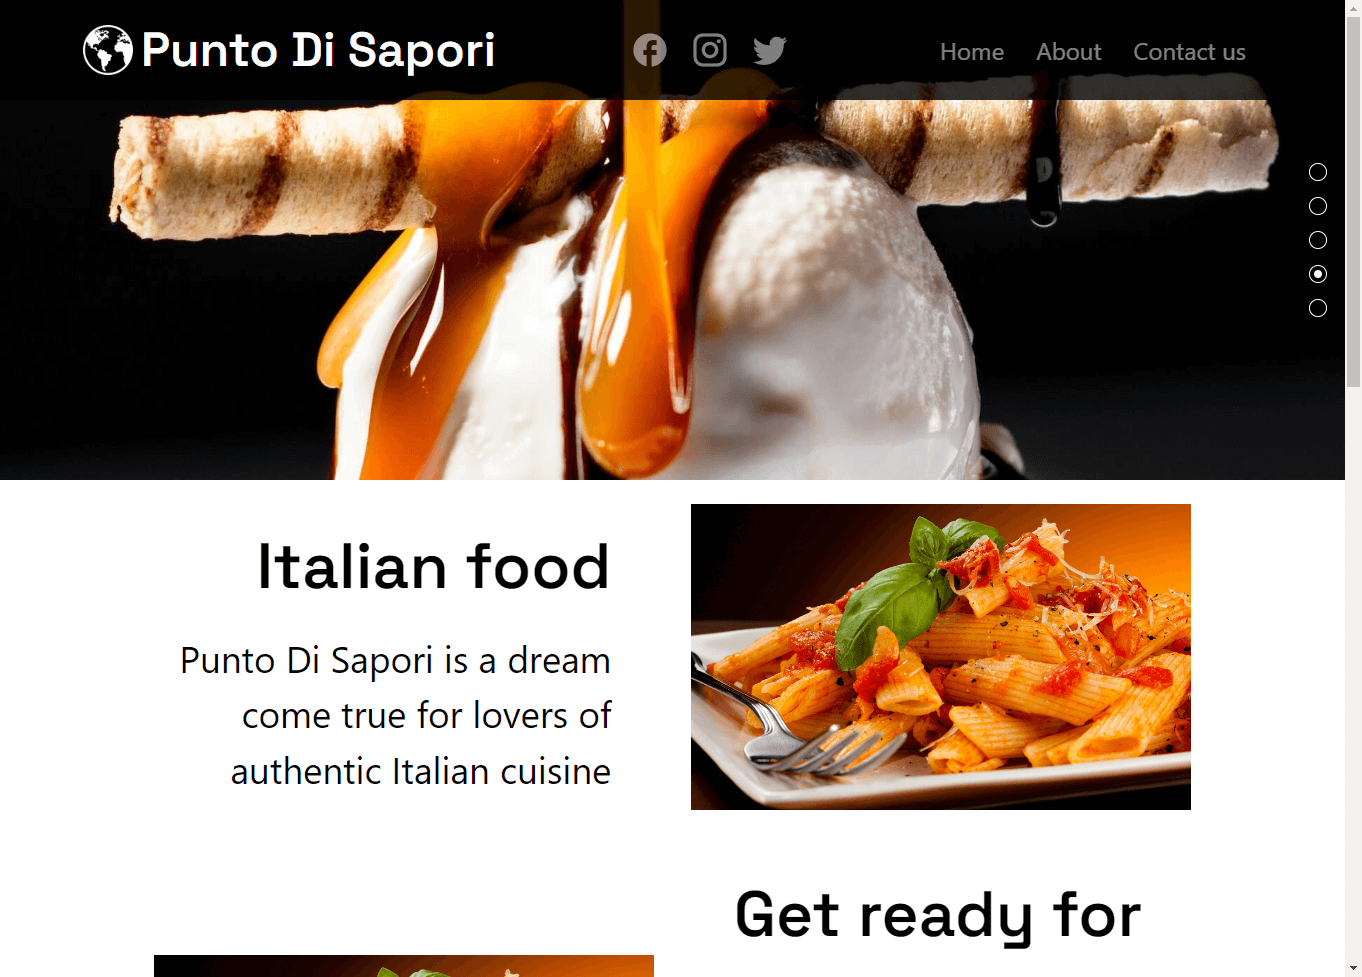 Punto Di Sapori
Home About Contact us
Italian food
Punto Di Sapori is a dream
come true for lovers of
authentic Italian cuisine
Get ready for